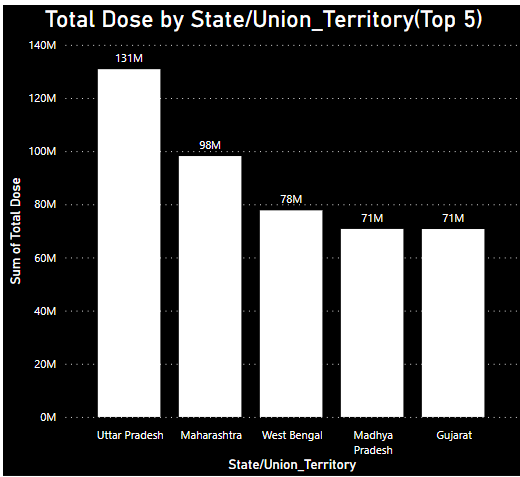 Total Dose by State/Union_Territory(Top 5)
140M
120M
100M
80M
60M
40M
20M
0M
Sum of Total Dose
131M
98M
78M
71M
71M
Uttar Pradesh
Maharashtra
West Bengal
Madhya
Pradesh
Gujarat
State/Union_Territory